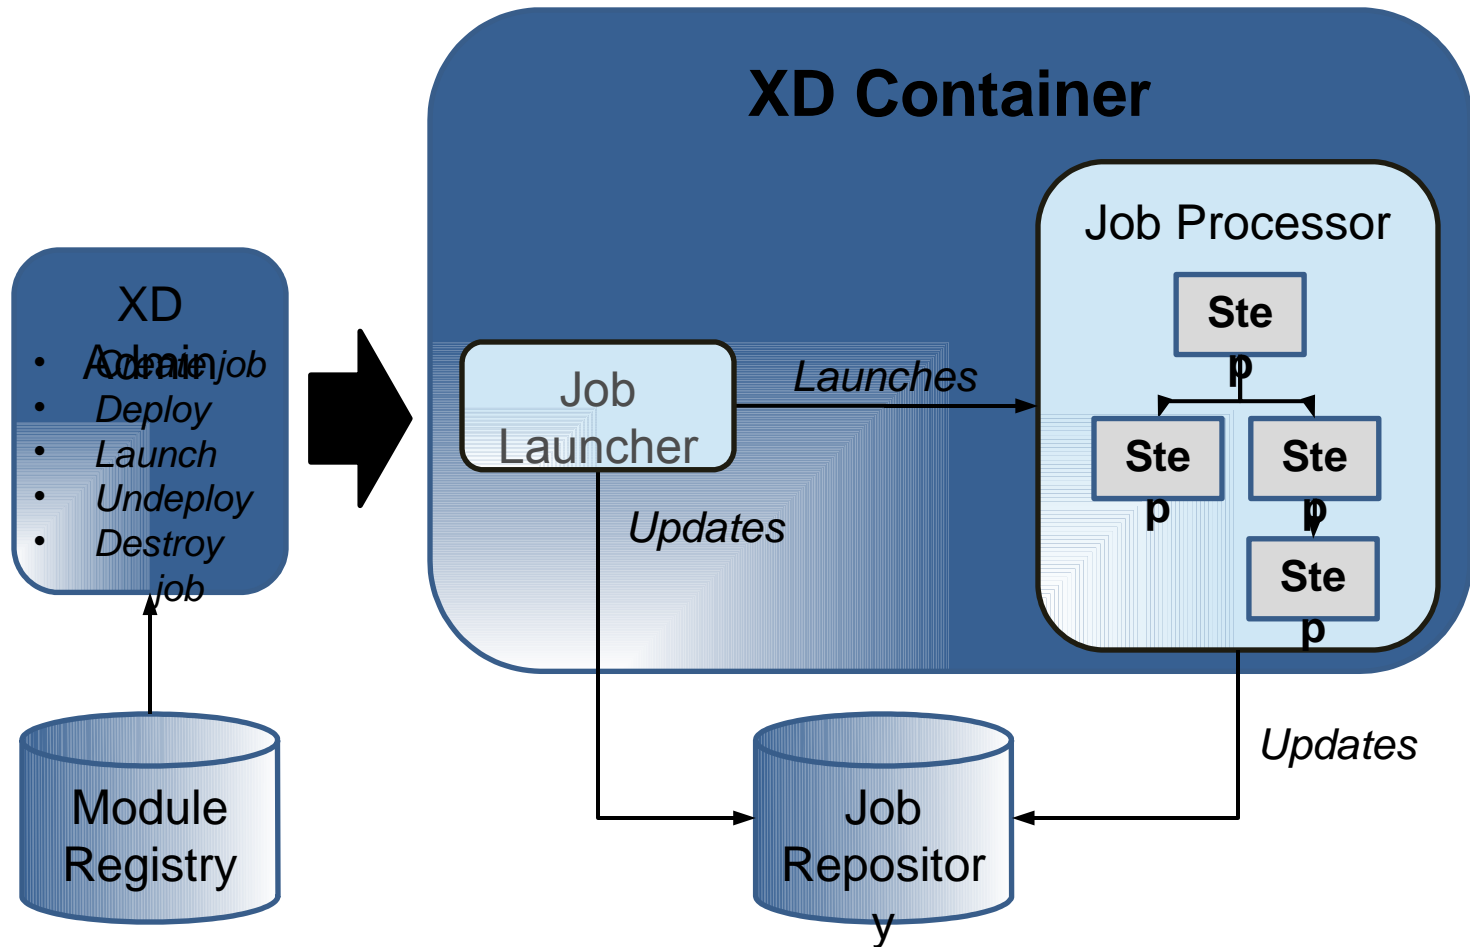 XD Container
Job Processor
Ste
p
Ste
p
Ste
p
Ste
p
XD
Admin
• Create job
• Deploy
• Launch
• Undeploy
• Destroy
job
Job
Launcher
Launches
Updates
Updates
Module
Registry
Job
Repositor
y